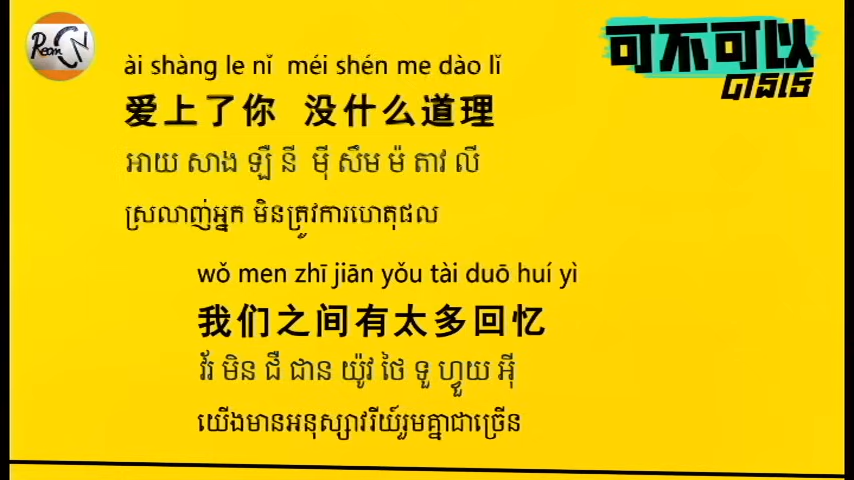 ReamCN
可不可以
បានទេ
ài shàng le nǐ méi shén me dào lǐ
爱上了你 没什么道理
អាយ សាង ឡឺ នី ម៉ី សឹម ម៉ តាវ លី
ស្រលាញ់អ្នក មិនត្រូវការហេតុផល
wǒ men zhī jiān yǒu tài duō huí yì
我们之间有太多回忆
វ័រ មិន ជឺ ជាន យ៉ូវ ថៃ ទួ ហ្វួយ អ៊ី
យើងមានអនុស្សាវរីយ៍រួមគ្នាជាច្រើន